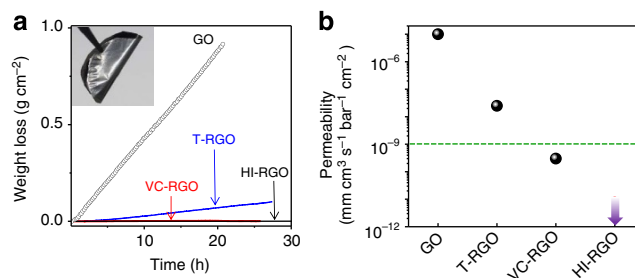 a
Weight loss (g cm⁻²)
1.0
0.5
0.0
0
10
20
30
Time (h)
GO
T-RGO
VC-RGO
HI-RGO
b
Permeability
(mm cm³ s⁻¹ bar⁻¹ cm⁻²)
10⁻⁶
10⁻⁹
10⁻¹²
GO
T-RGO
VC-RGO
HI-RGO